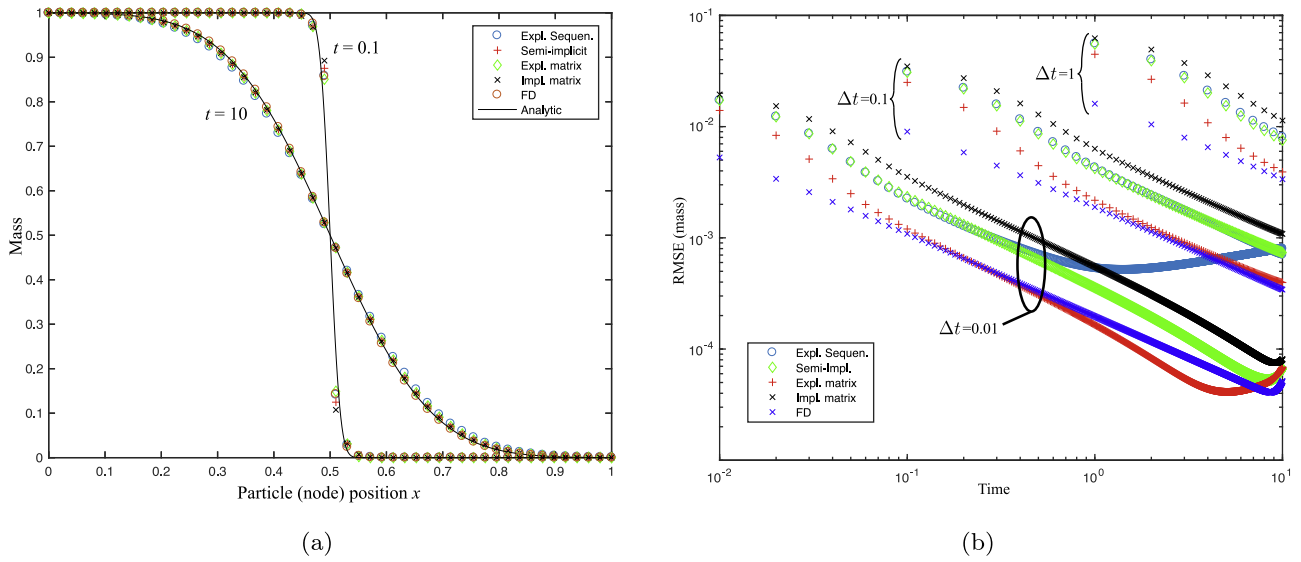 1
0.9
0.8
0.7
0.6
0.5
0.4
0.3
0.2
0.1
0
Mass
0 0.1 0.2 0.3 0.4 0.5 0.6 0.7 0.8 0.9 1
Particle (node) position x
t = 0.1
t = 10
Expl. Sequen.
Semi-implicit
Expl. matrix
Impl. matrix
FD
Analytic
(a)
10^-1
10^-2
10^-3
10^-4
10^-5
RMSE (mass)
10^-2 10^-1 10^0 10^1
Time
Δt=1
Δt=0.1
Δt=0.01
Expl. Sequen.
Semi-Impl.
Expl. matrix
Impl. matrix
FD
(b)